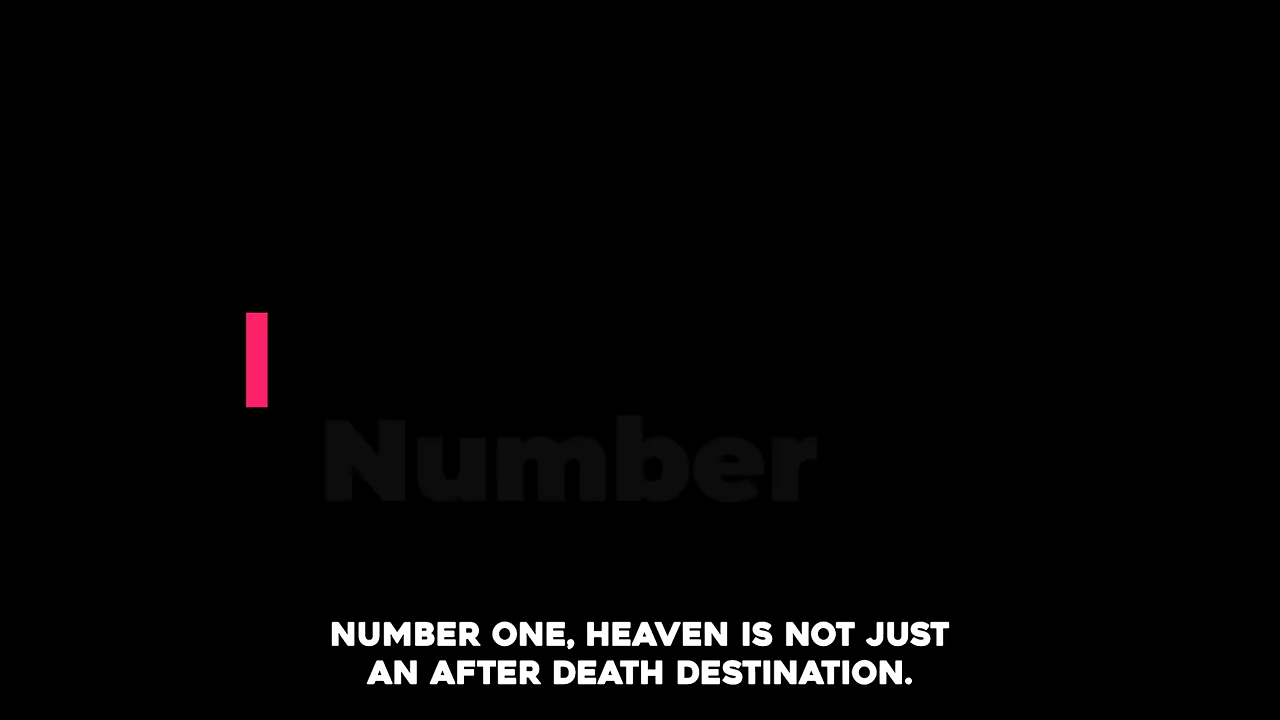 Number
NUMBER ONE, HEAVEN IS NOT JUST
AN AFTER DEATH DESTINATION.